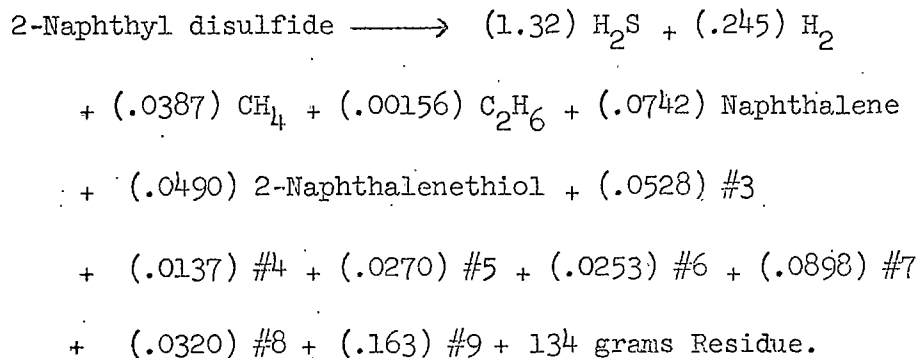 2-Naphthyl disulfide ⟶ (1.32) H₂S + (.245) H₂
+ (.0387) CH₄ + (.00156) C₂H₆ + (.0742) Naphthalene
+ (.0490) 2-Naphthalenethiol + (.0528) #3
+ (.0137) #4 + (.0270) #5 + (.0253) #6 + (.0898) #7
+ (.0320) #8 + (.163) #9 + 134 grams Residue.